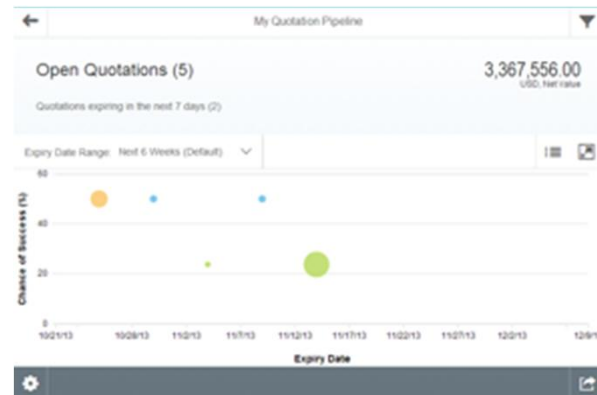 My Quotation Pipeline
Open Quotations (5)
3,367,556.00
USD, Net value
Quotations expiring in the next 7 days (2)
Expiry Date Range: Next 6 Weeks (Default)
Chance of Success (%)
60
40
20
0
10/21/13 10/28/13 11/2/13 11/7/13 11/12/13 11/17/13 11/22/13 11/27/13 12/2/13
Expiry Date